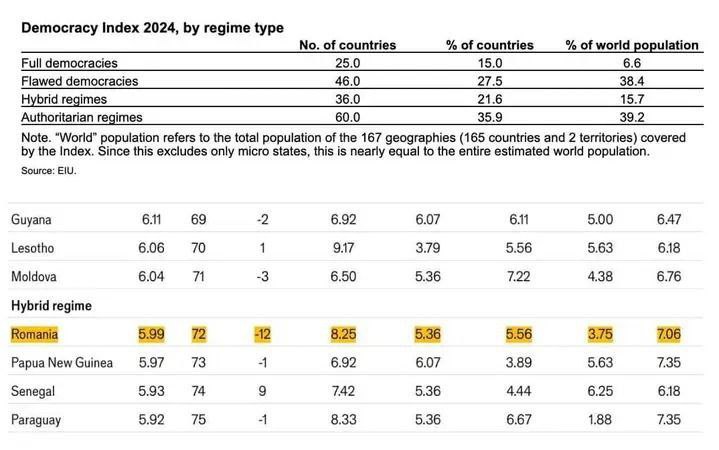 Democracy Index 2024, by regime type
No. of countries % of countries % of world population
Full democracies 25.0 15.0 6.6
Flawed democracies 46.0 27.5 38.4
Hybrid regimes 36.0 21.6 15.7
Authoritarian regimes 60.0 35.9 39.2
Note. “World” population refers to the total population of the 167 geographies (165 countries and 2 territories) covered
by the Index. Since this excludes only micro states, this is nearly equal to the entire estimated world population.
Source: EIU.
Guyana 6.11 69 -2 6.92 6.07 6.11 5.00 6.47
Lesotho 6.06 70 1 9.17 3.79 5.56 5.63 6.18
Moldova 6.04 71 -3 6.50 5.36 7.22 4.38 6.76
Hybrid regime
Romania 5.99 72 -12 8.25 5.36 5.56 3.75 7.06
Papua New Guinea 5.97 73 -1 6.92 6.07 3.89 5.63 7.35
Senegal 5.93 74 9 7.42 5.36 4.44 6.25 6.18
Paraguay 5.92 75 -1 8.33 5.36 6.67 1.88 7.35